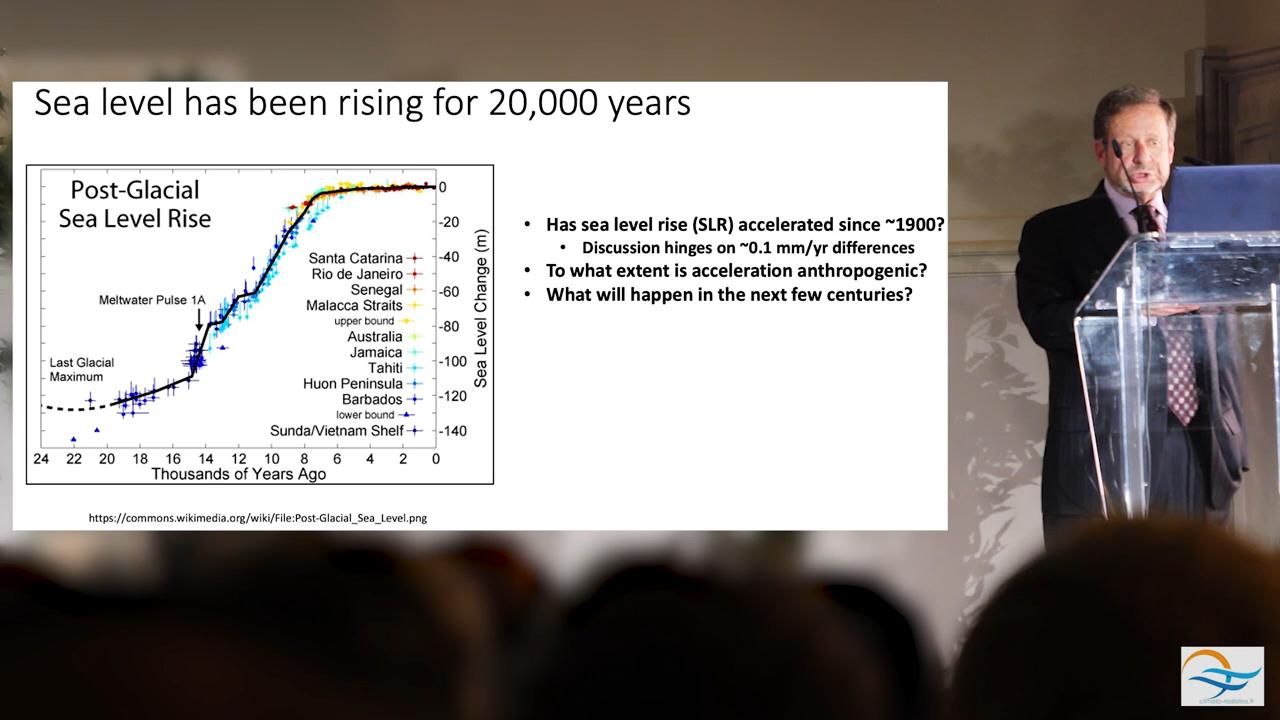 Sea level has been rising for 20,000 years
Post-Glacial
Sea Level Rise
Meltwater Pulse 1A
Last Glacial
Maximum
Santa Catarina
Rio de Janeiro
Senegal
Malacca Straits
upper bound
Australia
Jamaica
Tahiti
Huon Peninsula
Barbados
lower bound
Sunda/Vietnam Shelf
0
-20
-40
-60
-80
-100
-120
-140
Sea Level Change (m)
24 22 20 18 16 14 12 10 8 6 4 2 0
Thousands of Years Ago
https://commons.wikimedia.org/wiki/File:Post-Glacial_Sea_Level.png
• Has sea level rise (SLR) accelerated since ~1900?
• Discussion hinges on ~0.1 mm/yr differences
• To what extent is acceleration anthropogenic?
• What will happen in the next few centuries?